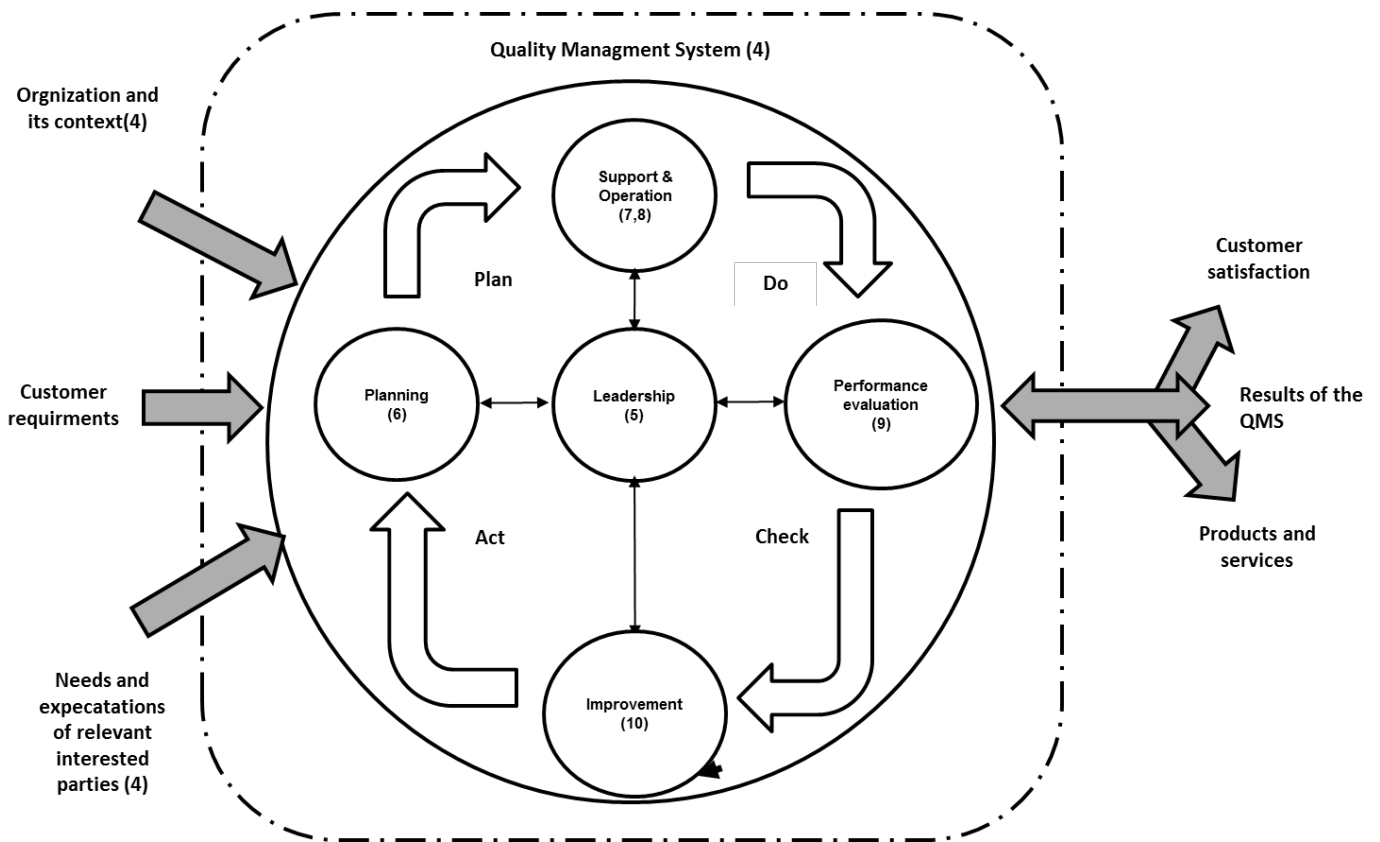 Quality Managment System (4)
Orgnization and
its context(4)
Support &
Operation
(7,8)
Plan
Do
Customer
satisfaction
Customer
requirments
Planning
(6)
Leadership
(5)
Performance
evaluation
(9)
Results of the
QMS
Act
Check
Products and
services
Needs and
expecatations
of relevant
interested
parties (4)
Improvement
(10)